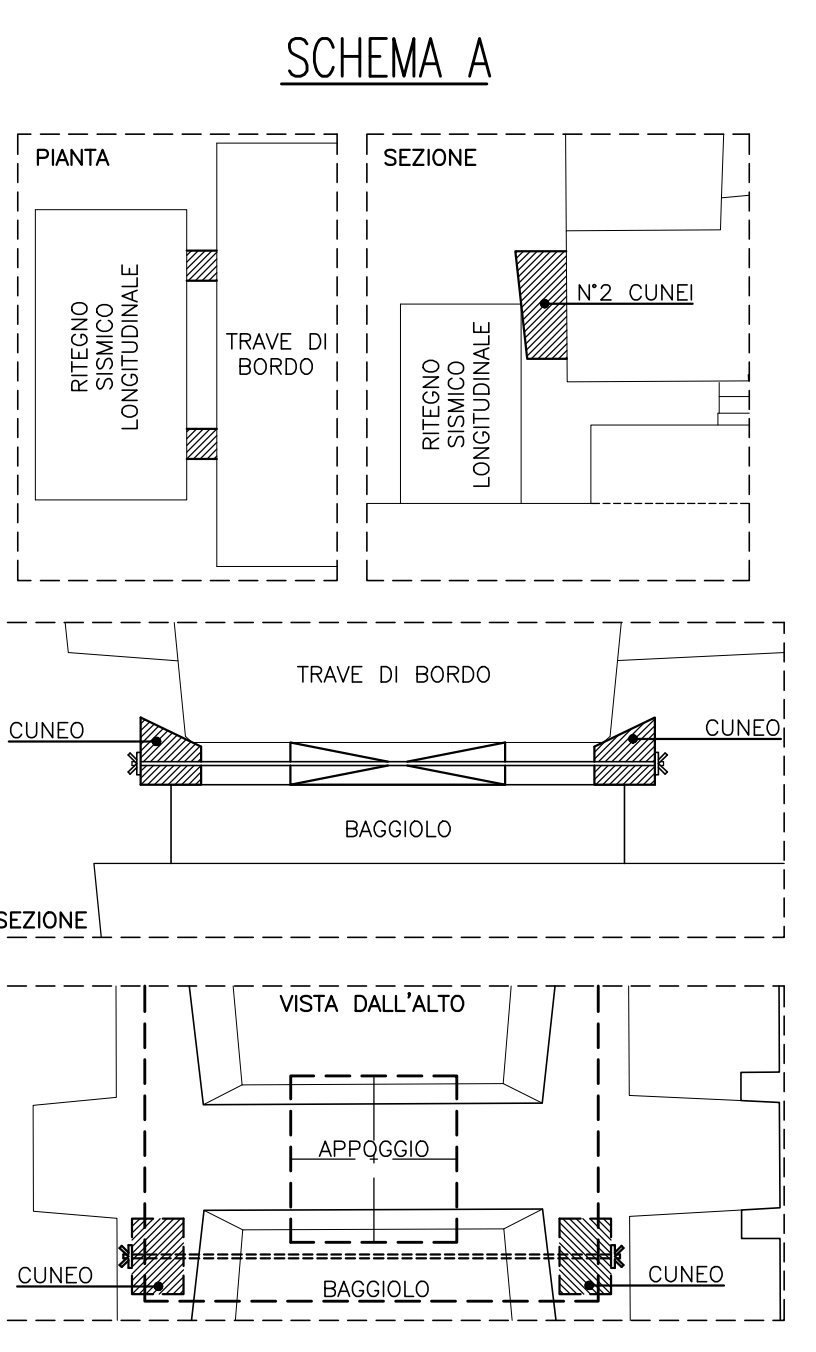 SCHEMA A
PIANTA
RITEGNO
SISMICO
LONGITUDINALE
TRAVE DI
BORDO
SEZIONE
N°2 CUNEI
RITEGNO
SISMICO
LONGITUDINALE
TRAVE DI BORDO
CUNEO
CUNEO
BAGGIOLO
SEZIONE
VISTA DALL'ALTO
APPOGGIO
CUNEO
BAGGIOLO
CUNEO